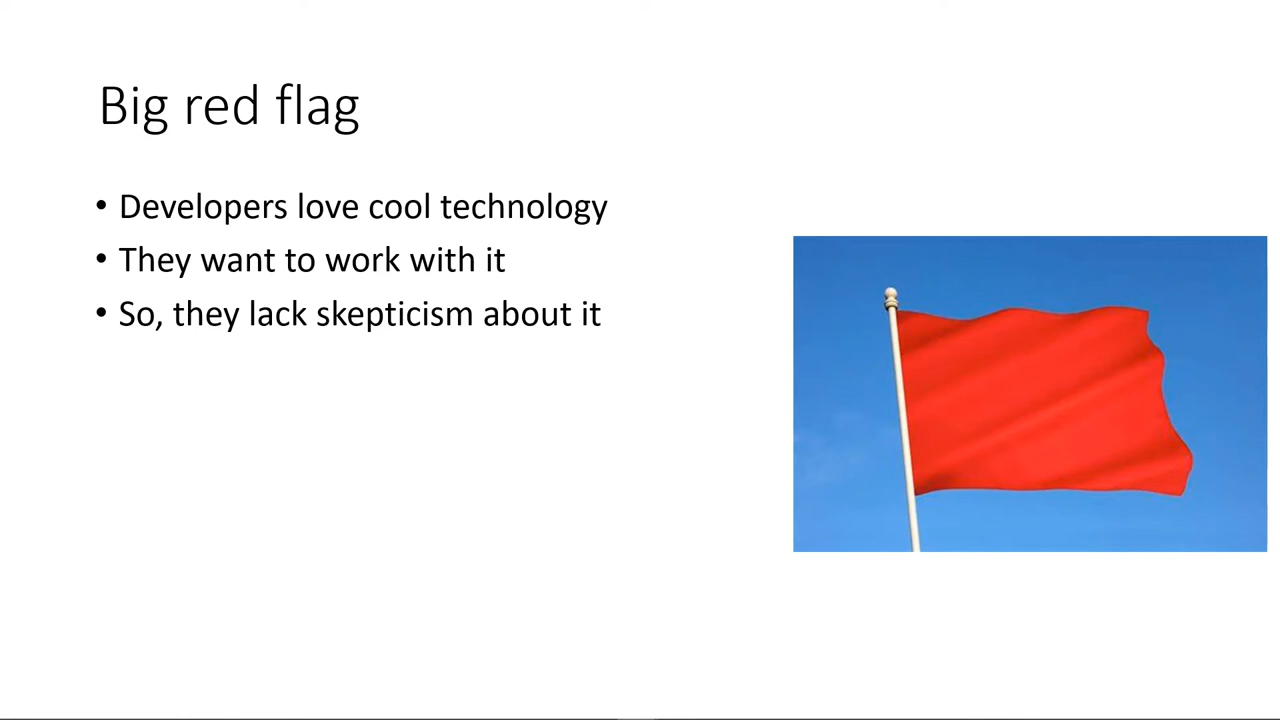 Big red flag
• Developers love cool technology
• They want to work with it
• So, they lack skepticism about it